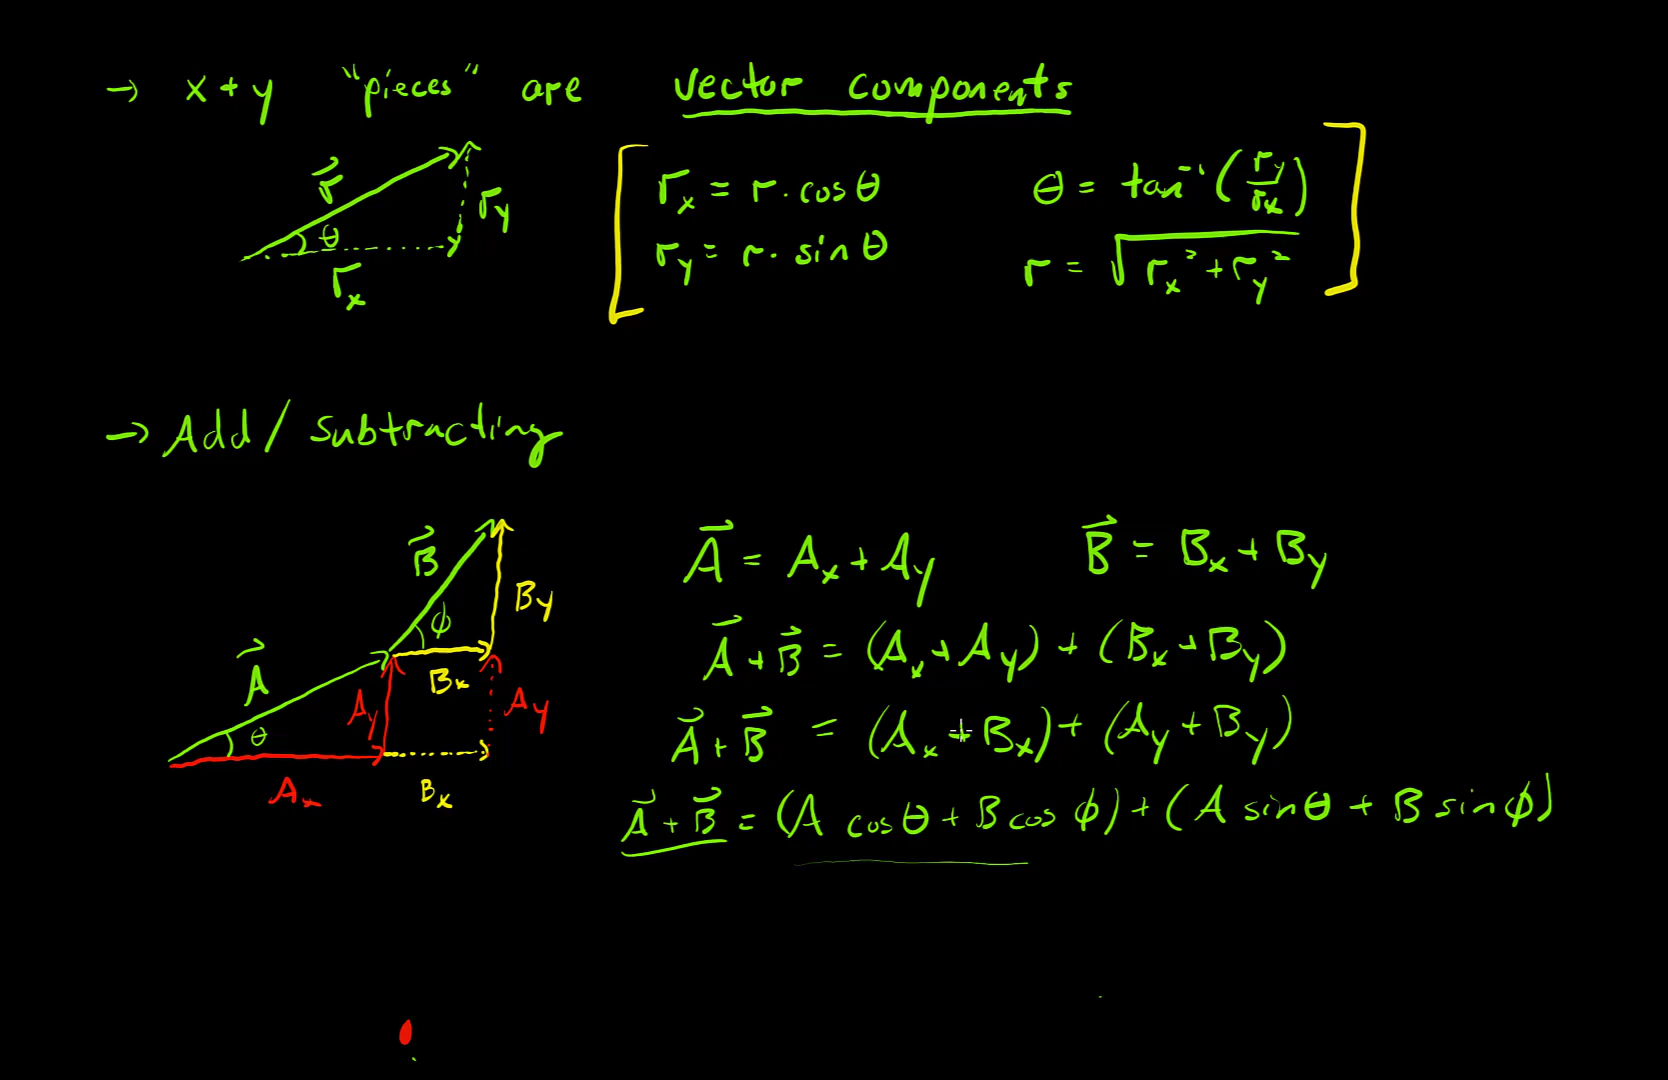 → x + y "pieces" are vector components
r⃗
θ
r_y
r_x
r_x = r · cos θ
r_y = r · sin θ
θ = tan⁻¹ (r_y/r_x)
r = √(r_x² + r_y²)
→ Add / subtracting
B⃗
ϕ
B_y
B_x
A⃗
θ
A_y
A_y
A_x
B_x
A⃗ = A_x + A_y
B⃗ = B_x + B_y
A⃗ + B⃗ = (A_x + A_y) + (B_x + B_y)
A⃗ + B⃗ = (A_x + B_x) + (A_y + B_y)
A⃗ + B⃗ = (A cos θ + B cos ϕ) + (A sin θ + B sin ϕ)